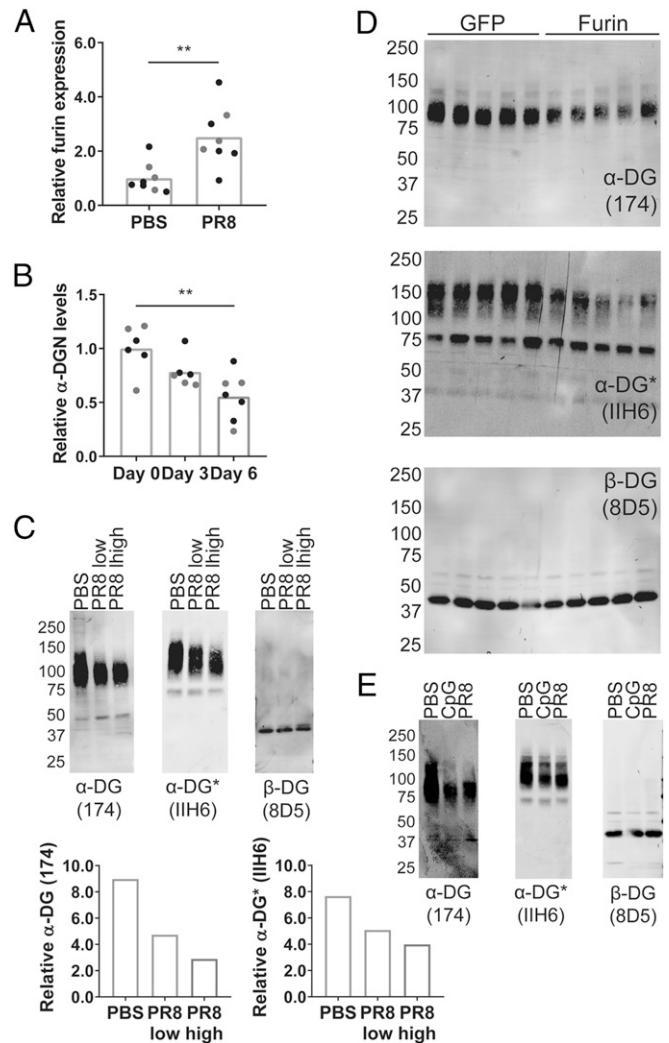 A
Relative furin expression
6.0
4.0
2.0
0.0
**
PBS
PR8
B
Relative α-DGN levels
1.5
1.0
0.5
0.0
**
Day 0 Day 3 Day 6
C
PBS
PR8 low
PR8 Ihigh
PBS
PR8 low
PR8 Ihigh
PBS
PR8 low
PR8 Ihigh
250
150
100
75
50
37
25
α-DG
(174)
α-DG*
(IIH6)
β-DG
(8D5)
Relative α-DG (174)
10.0
8.0
6.0
4.0
2.0
0.0
PBS PR8 PR8
low high
Relative α-DG* (IIH6)
10.0
8.0
6.0
4.0
2.0
0.0
PBS PR8 PR8
low high
D
GFP
Furin
250
150
100
75
50
37
25
α-DG
(174)
250
150
100
75
50
37
25
α-DG*
(IIH6)
250
150
100
75
50
37
25
β-DG
(8D5)
E
PBS
CpG
PR8
PBS
CpG
PR8
PBS
CpG
PR8
250
150
100
75
50
37
25
α-DG
(174)
α-DG*
(IIH6)
β-DG
(8D5)